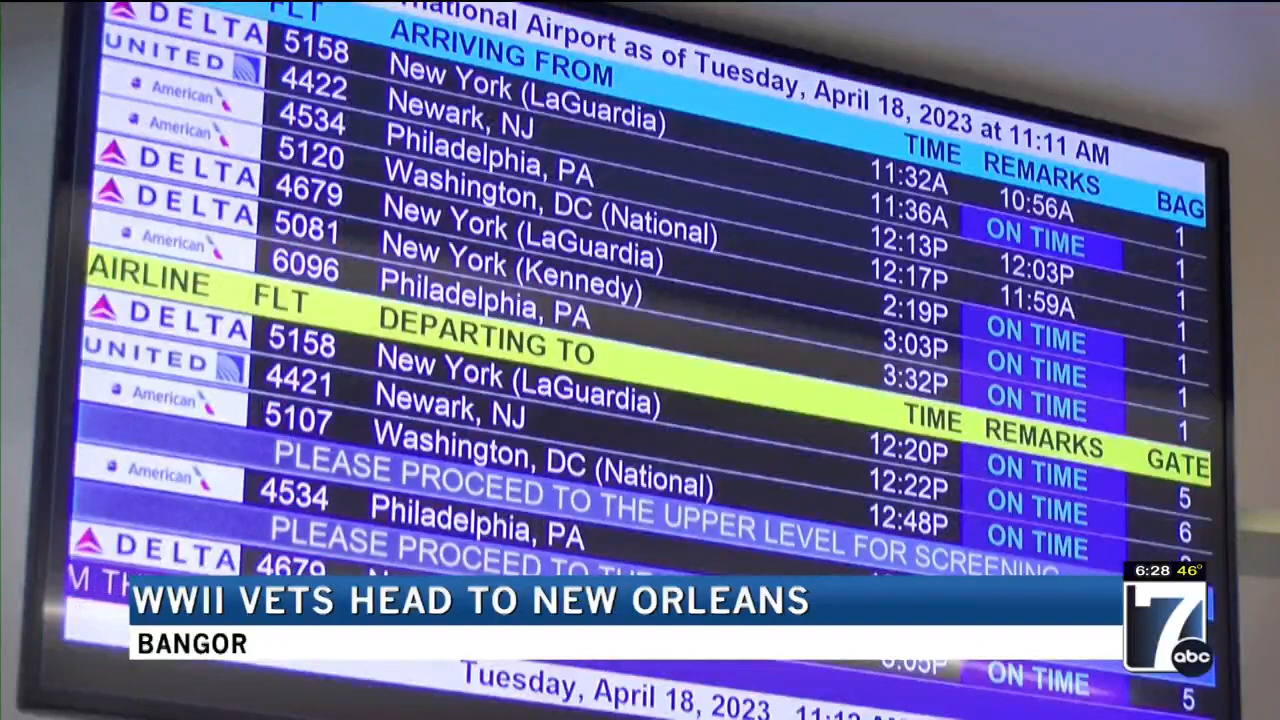 national Airport as of Tuesday, April 18, 2023 at 11:11 AM
FLT ARRIVING FROM TIME REMARKS BAG
DELTA 5158 New York (LaGuardia) 11:32A 10:56A 1
UNITED 4422 Newark, NJ 11:36A ON TIME 1
American 4534 Philadelphia, PA 12:13P 12:03P 1
American 5120 Washington, DC (National) 12:17P 11:59A 1
DELTA 4679 New York (LaGuardia) 2:19P ON TIME 1
DELTA 5081 New York (Kennedy) 3:03P ON TIME 1
American 6096 Philadelphia, PA 3:32P ON TIME 1
AIRLINE FLT DEPARTING TO TIME REMARKS GATE
DELTA 5158 New York (LaGuardia) 12:20P ON TIME 5
UNITED 4421 Newark, NJ 12:22P ON TIME 6
American 5107 Washington, DC (National) 12:48P ON TIME
PLEASE PROCEED TO THE UPPER LEVEL FOR SCREENING
American 4534 Philadelphia, PA
PLEASE PROCEED TO THE
DELTA 4679
ON TIME 5
Tuesday, April 18, 2023
WWII VETS HEAD TO NEW ORLEANS
BANGOR
6:28 46°
7
abc